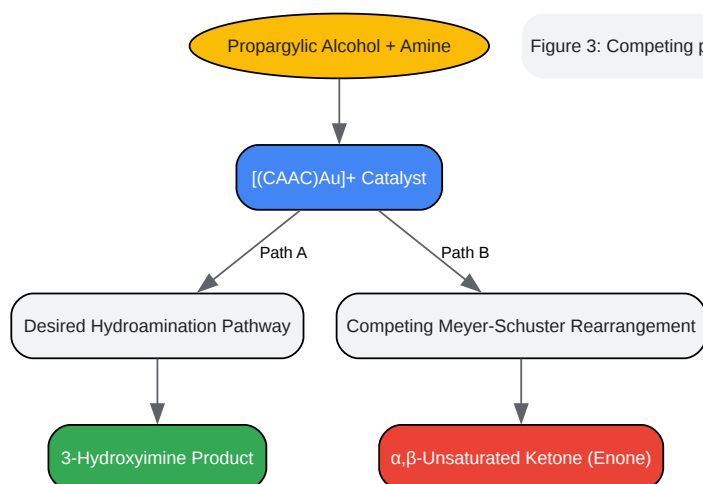 Propargylic Alcohol + Amine
Figure 3: Competing p
[(CAAC)Au]+ Catalyst
Path A
Path B
Desired Hydroamination Pathway
Competing Meyer-Schuster Rearrangement
3-Hydroxyimine Product
α,β-Unsaturated Ketone (Enone)